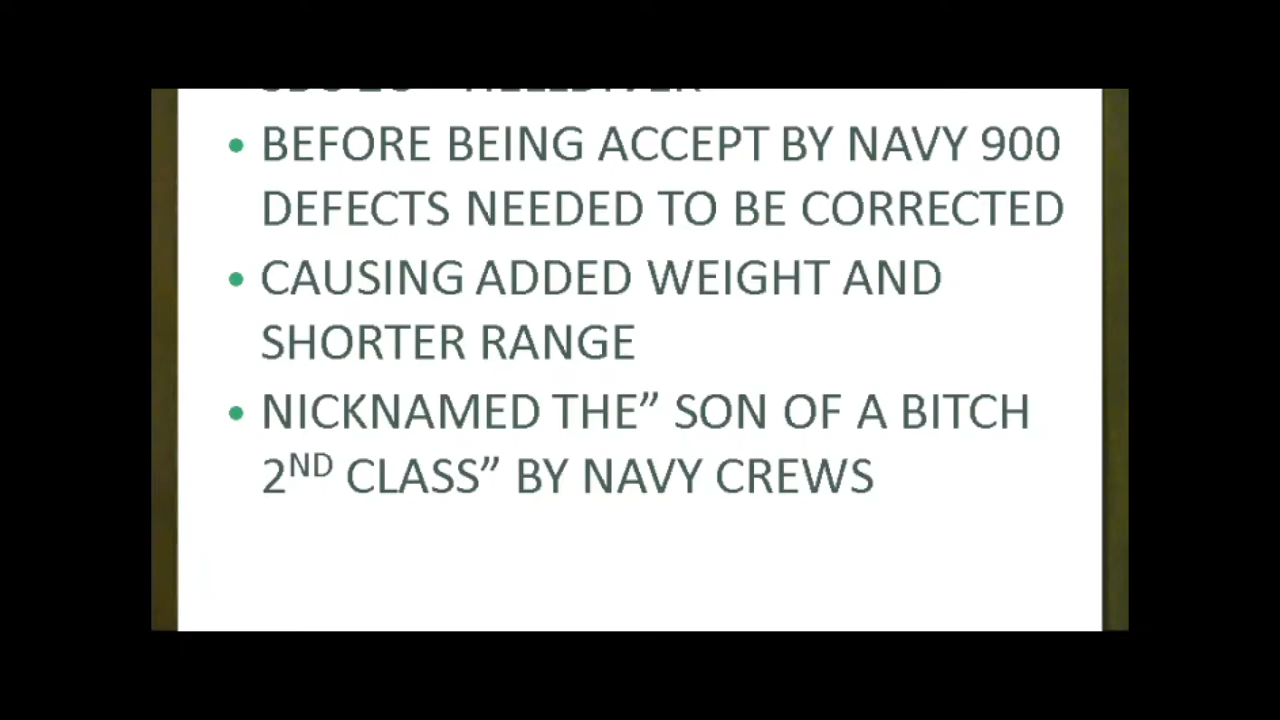 • BEFORE BEING ACCEPT BY NAVY 900
DEFECTS NEEDED TO BE CORRECTED
• CAUSING ADDED WEIGHT AND
SHORTER RANGE
• NICKNAMED THE” SON OF A BITCH
2ND CLASS” BY NAVY CREWS